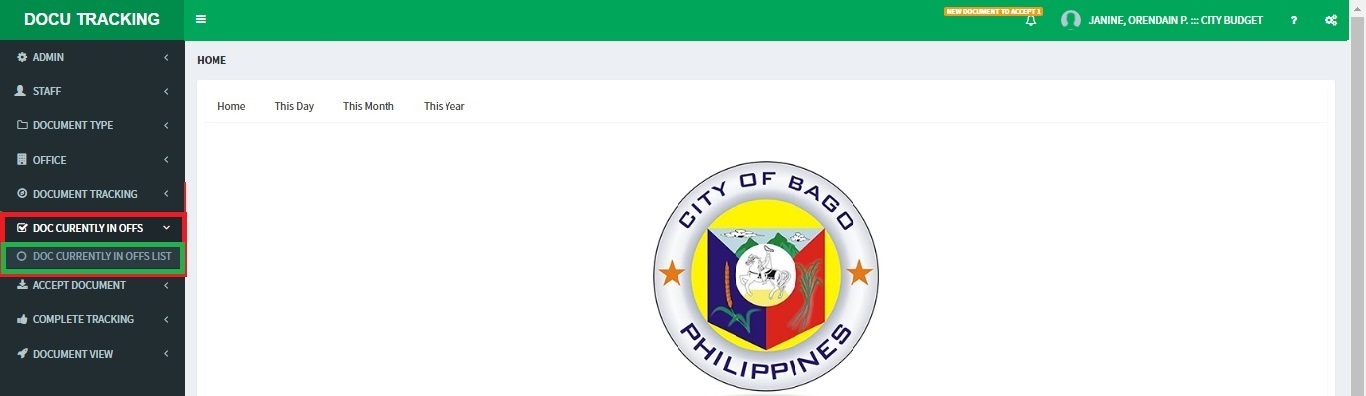 DOCU TRACKING
NEW DOCUMENT TO ACCEPT 1
JANINE, ORENDAIN P. ::: CITY BUDGET
?
ADMIN
STAFF
DOCUMENT TYPE
OFFICE
DOCUMENT TRACKING
DOC CURENTLY IN OFFS
DOC CURRENTLY IN OFFS LIST
ACCEPT DOCUMENT
COMPLETE TRACKING
DOCUMENT VIEW
HOME
Home This Day This Month This Year
CITY OF BAGO
PHILIPPINES